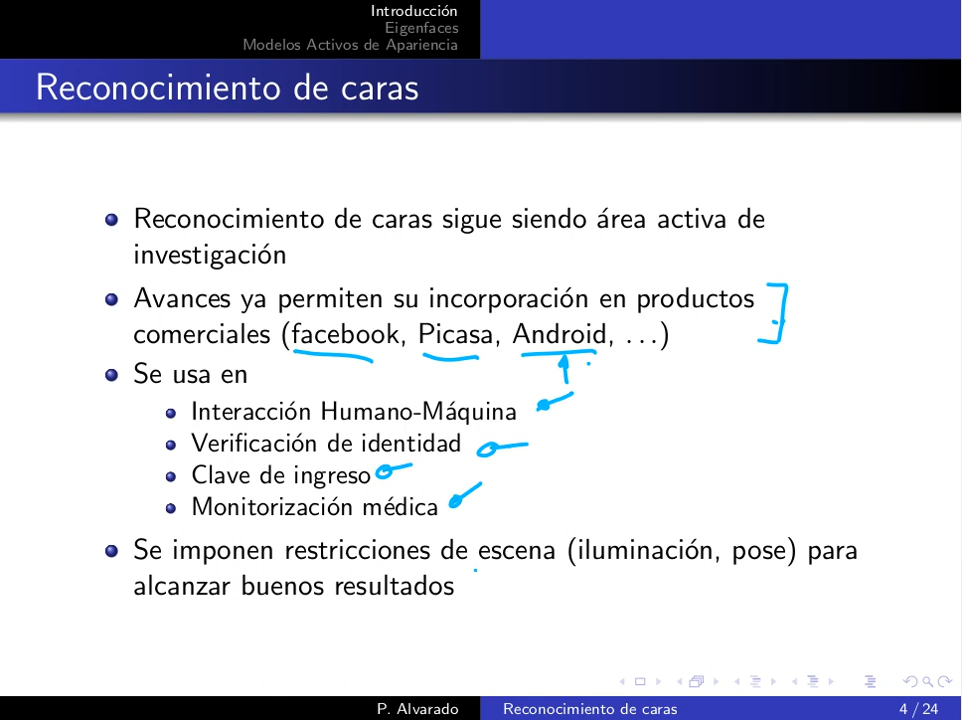 Introducción
Eigenfaces
Modelos Activos de Apariencia
Reconocimiento de caras
Reconocimiento de caras sigue siendo área activa de
investigación
Avances ya permiten su incorporación en productos
comerciales (facebook, Picasa, Android, ...)
Se usa en
Interacción Humano-Máquina
Verificación de identidad
Clave de ingreso
Monitorización médica
Se imponen restricciones de escena (iluminación, pose) para
alcanzar buenos resultados
P. Alvarado Reconocimiento de caras 4 / 24